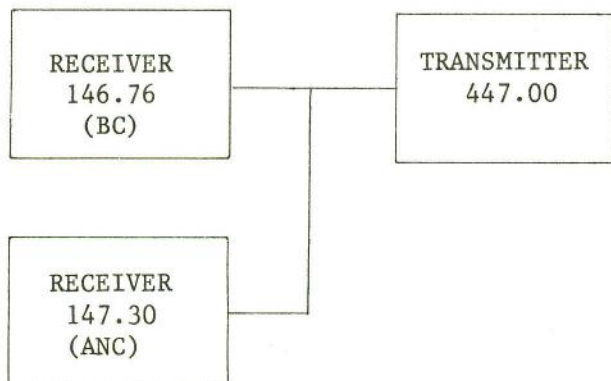 RECEIVER
146.76
(BC)
TRANSMITTER
447.00
RECEIVER
147.30
(ANC)